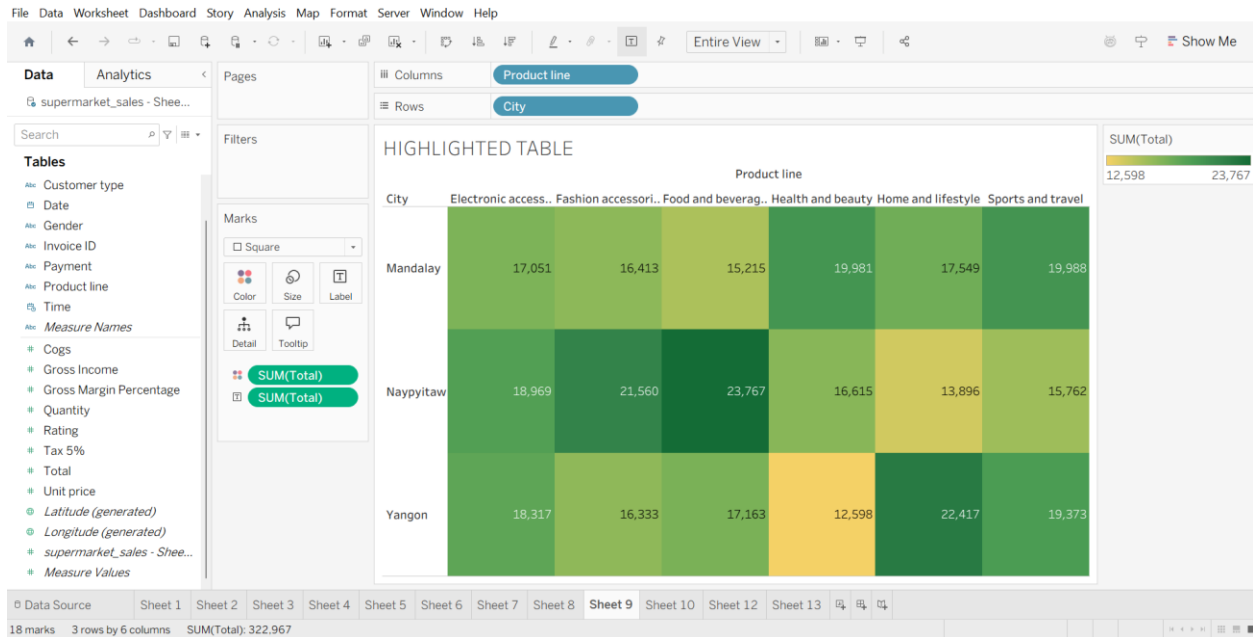 File Data Worksheet Dashboard Story Analysis Map Format Server Window Help
Entire View
Show Me
Data Analytics
supermarket_sales - Shee...
Search
Tables
Abc Customer type
Date
Abc Gender
Abc Invoice ID
Abc Payment
Abc Product line
Time
Abc Measure Names
# Cogs
# Gross Income
# Gross Margin Percentage
# Quantity
# Rating
# Tax 5%
# Total
# Unit price
Latitude (generated)
Longitude (generated)
# supermarket_sales - Shee...
# Measure Values
Pages
Filters
Marks
Square
Color Size Label
Detail Tooltip
SUM(Total)
SUM(Total)
Columns Product line
Rows City
HIGHLIGHTED TABLE
Product line
City Electronic access.. Fashion accessori.. Food and beverag.. Health and beauty Home and lifestyle Sports and travel
Mandalay 17,051 16,413 15,215 19,981 17,549 19,988
Naypyitaw 18,969 21,560 23,767 16,615 13,896 15,762
Yangon 18,317 16,333 17,163 12,598 22,417 19,373
SUM(Total)
12,598 23,767
Data Source Sheet 1 Sheet 2 Sheet 3 Sheet 4 Sheet 5 Sheet 6 Sheet 7 Sheet 8 Sheet 9 Sheet 10 Sheet 12 Sheet 13
18 marks 3 rows by 6 columns SUM(Total): 322,967